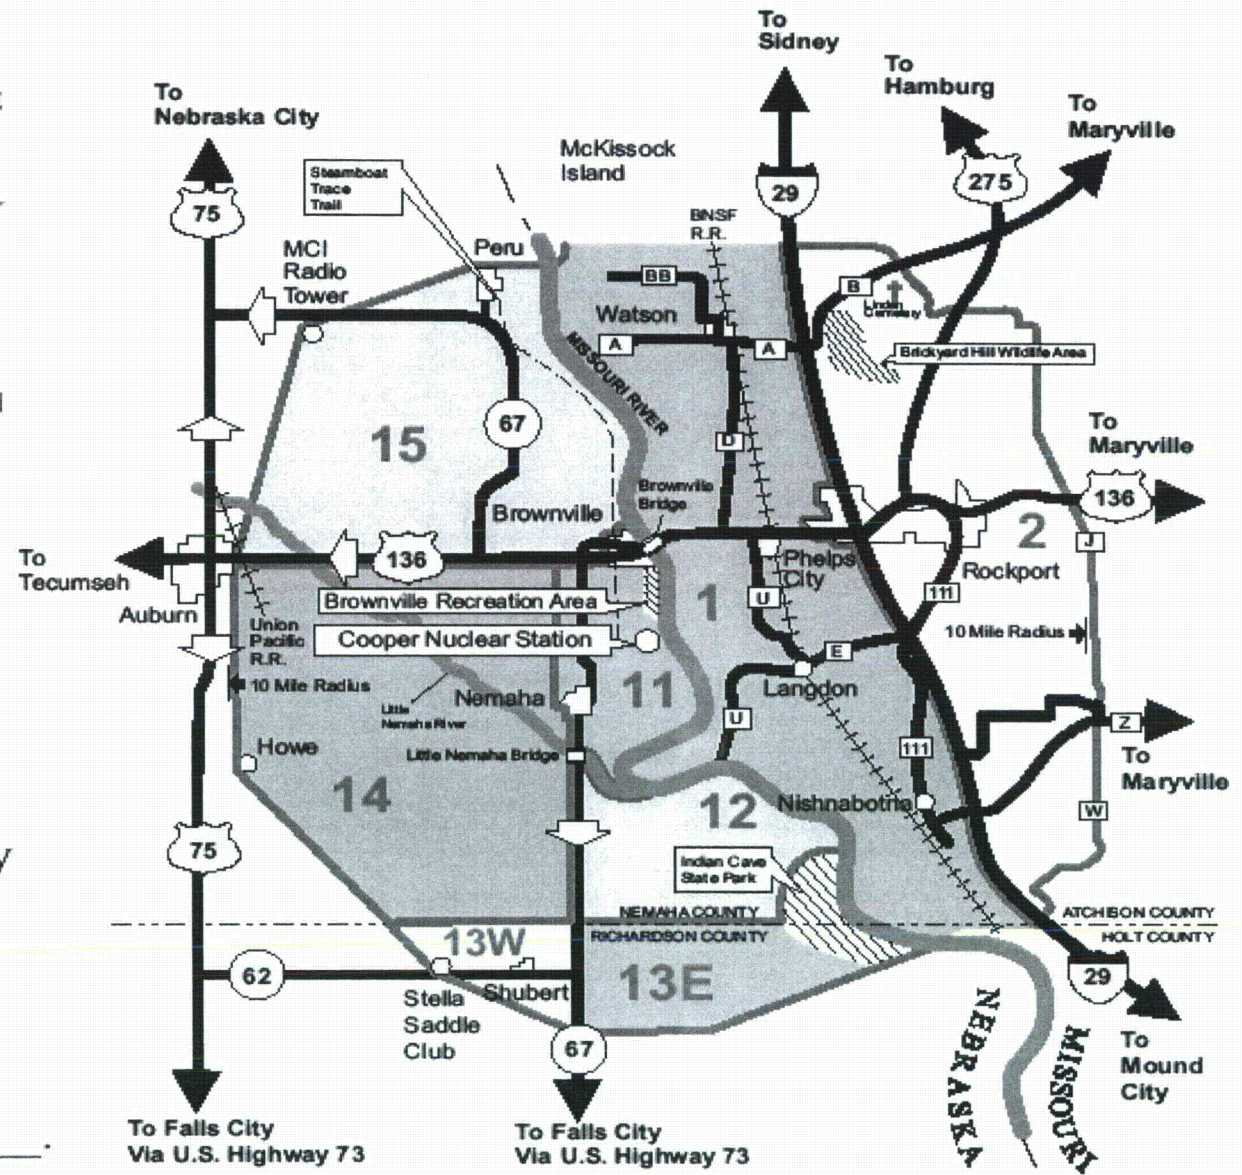 To
Sidney
To
Hamburg
To
Maryville
To
Nebraska City
McKissock
Island
Steamboat
Trace
Trail
29
275
75
BNSF
R.R.
MCI
Radio
Tower
Peru
BB
B
Linden
Cemetery
Watson
A
A
MISSOURI RIVER
Brickyard Hill Wildlife Area
67
15
D
To
Maryville
136
Brownville
Bridge
Brownville
2
J
To
Tecumseh
136
Phelps
City
Rockport
Auburn
Brownville Recreation Area
1
U
111
Union
Pacific
R.R.
Cooper Nuclear Station
10 Mile Radius
E
10 Mile Radius
Nemaha
11
Langdon
Little
Nemaha River
U
Z
Howe
Little Nemaha Bridge
111
To
Maryville
14
12
Nishnabotna
W
75
Indian Cave
State Park
NEMAHA COUNTY
ATCHISON COUNTY
RICHARDSON COUNTY
HOLT COUNTY
13W
62
13E
29
Stella
Saddle
Club
Shubert
NEBRASKA
MISSOURI
67
To
Mound
City
To Falls City
Via U.S. Highway 73
To Falls City
Via U.S. Highway 73